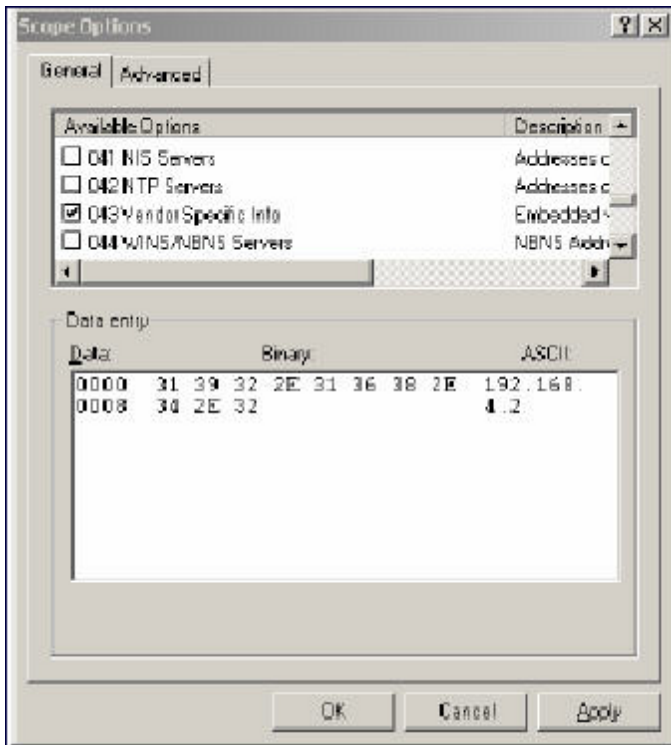 Scope Options
General Advanced
Available Options Description
041 NIS Servers Addresses c
042 NTP Servers Addresses c
043 Vendor Specific Info Embedded
044 WINS/NBNS Servers NBNS Addr
Data entry
Data: Binary: ASCII:
0000 31 39 32 2E 31 36 38 2E 192.168.
0008 34 2E 32 4.2
OK Cancel Apply